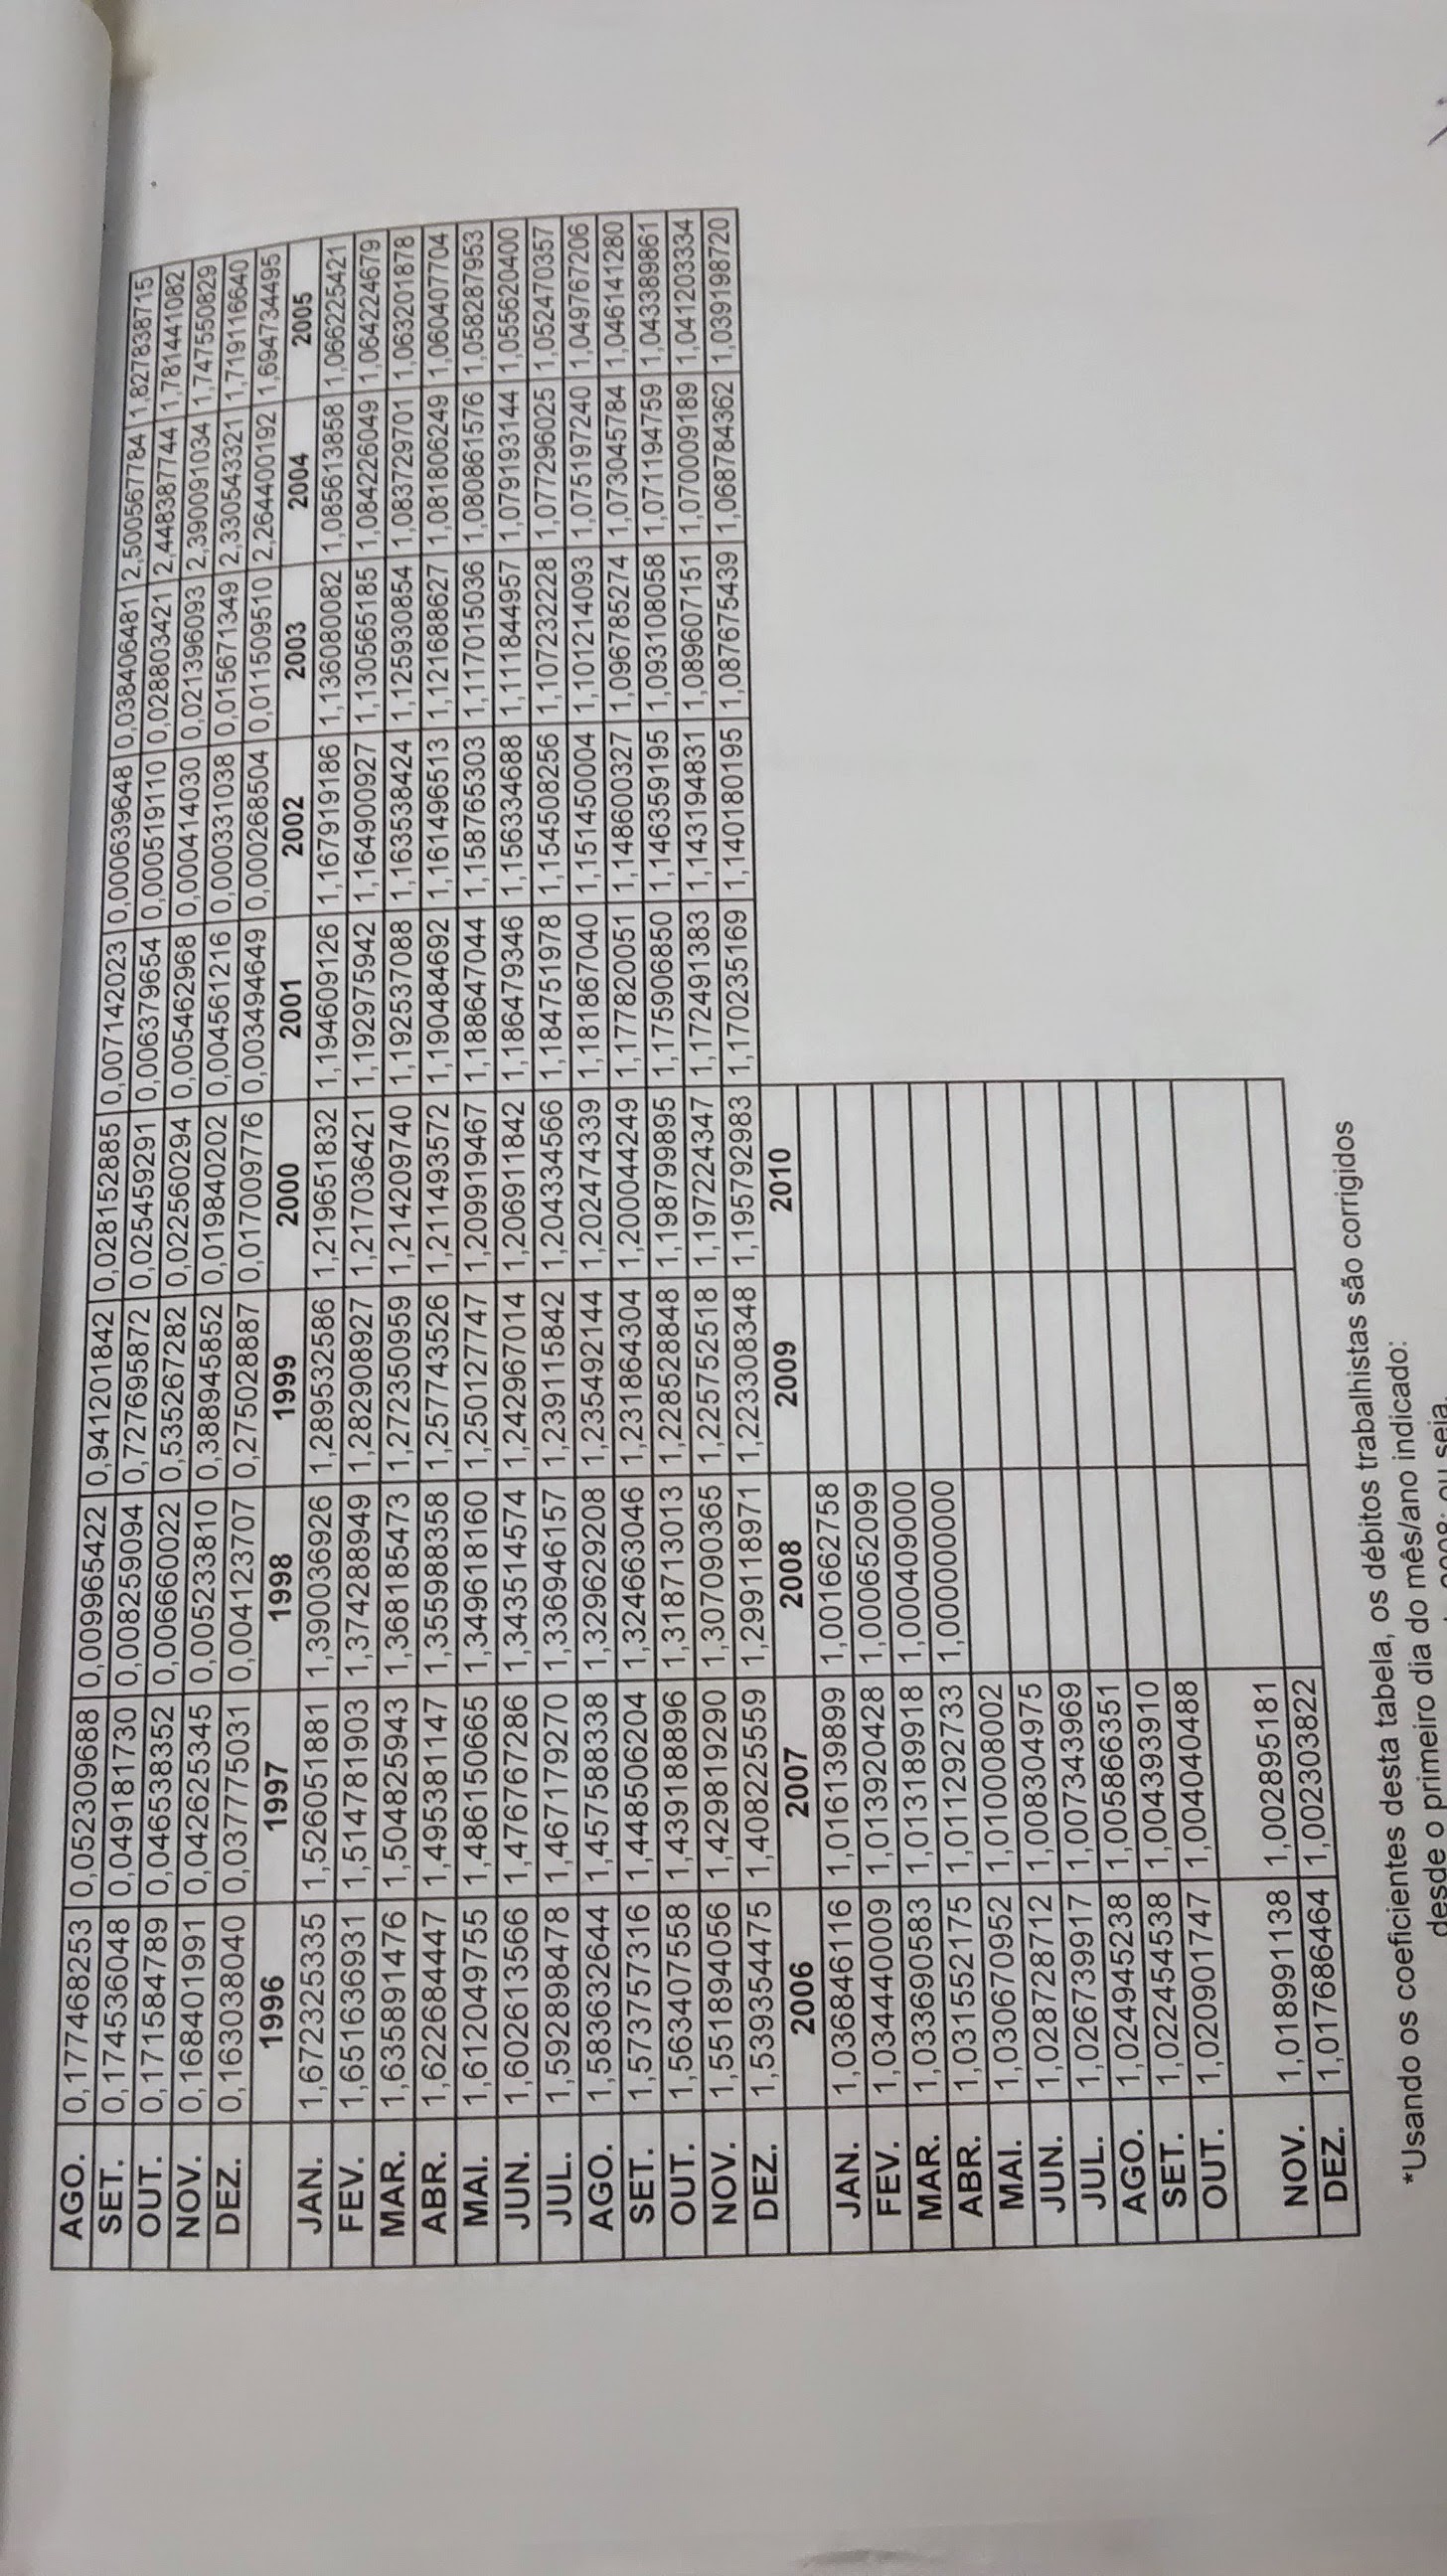 AGO. 0,177468253 0,052309688 0,009965422 0,941201842 0,028152885 0,007142023 0,000639648 0,038406481 2,500567784 1,827838715
SET. 0,174536048 0,049181730 0,008259094 0,727695872 0,025459291 0,006379654 0,000519110 0,028803421 2,448387744 1,781441082
OUT. 0,171584789 0,046538352 0,006660022 0,535267282 0,022560294 0,005462968 0,000414030 0,021396093 2,390091034 1,747550829
NOV. 0,168401991 0,042625345 0,005233810 0,388945852 0,019840202 0,004561216 0,000331038 0,015671349 2,330543321 1,719116640
DEZ. 0,163038040 0,037775031 0,004123707 0,275028887 0,017009776 0,003494649 0,000268504 0,011509510 2,264400192 1,694734495
1996 1997 1998 1999 2000 2001 2002 2003 2004 2005
JAN. 1,672325335 1,526051881 1,390036926 1,289532586 1,219651832 1,194609126 1,167919186 1,136080082 1,085613858 1,066225421
FEV. 1,651636931 1,514781903 1,374288949 1,282908927 1,217036421 1,192975942 1,164900927 1,130565185 1,084226049 1,064224679
MAR. 1,635891476 1,504825943 1,368185473 1,272350959 1,214209740 1,192537088 1,163538424 1,125930854 1,083729701 1,063201878
ABR. 1,622684447 1,495381147 1,355988358 1,257743526 1,211493572 1,190484692 1,161496513 1,121688627 1,081806249 1,060407704
MAI. 1,612049755 1,486150665 1,349618160 1,250127747 1,209919467 1,188647044 1,158765303 1,117015036 1,080861576 1,058287953
JUN. 1,602613566 1,476767286 1,343514574 1,242967014 1,206911842 1,186479346 1,156334688 1,111844957 1,079193144 1,055620400
JUL. 1,592898478 1,467179270 1,336946157 1,239115842 1,204334566 1,184751978 1,154508256 1,107232228 1,077296025 1,052470357
AGO. 1,583632644 1,457588338 1,329629208 1,235492144 1,202474339 1,181867040 1,151450004 1,101214093 1,075197240 1,049767206
SET. 1,573757316 1,448506204 1,324663046 1,231864304 1,200044249 1,177820051 1,148600327 1,096785274 1,073045784 1,046141280
OUT. 1,563407558 1,439188896 1,318713013 1,228528848 1,198799895 1,175906850 1,146359195 1,093108058 1,071194759 1,043389861
NOV. 1,551894056 1,429819290 1,307090365 1,225752518 1,197224347 1,172491383 1,143194831 1,089607151 1,070009189 1,041203334
DEZ. 1,539354475 1,408225559 1,299118971 1,223308348 1,195792983 1,170235169 1,140180195 1,087675439 1,068784362 1,039198720
2006 2007 2008 2009 2010
JAN. 1,036846116 1,016139899 1,001662758
FEV. 1,034440009 1,013920428 1,000652099
MAR. 1,033690583 1,013189918 1,000409000
ABR. 1,031552175 1,011292733 1,000000000
MAI. 1,030670952 1,010008002
JUN. 1,028728712 1,008304975
JUL. 1,026739917 1,007343969
AGO. 1,024945238 1,005866351
SET. 1,022454538 1,004393910
OUT. 1,020901747 1,004040488
NOV. 1,018991138 1,002895181
DEZ. 1,017686464 1,002303822
*Usando os coeficientes desta tabela, os débitos trabalhistas são corrigidos
desde o primeiro dia do mês/ano indicado:
2008; ou seja,